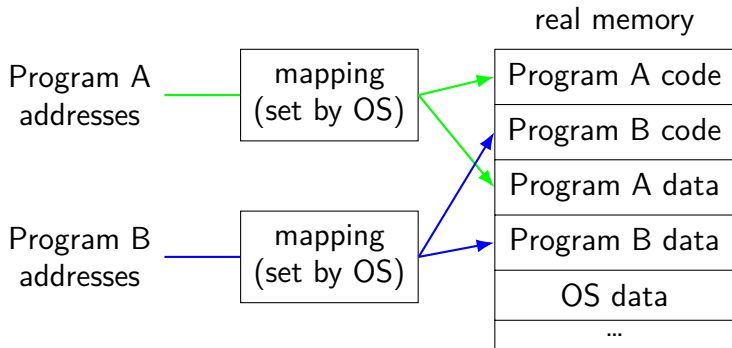 real memory
Program A
addresses
mapping
(set by OS)
Program A code
Program B code
Program A data
Program B
addresses
mapping
(set by OS)
Program B data
OS data
...